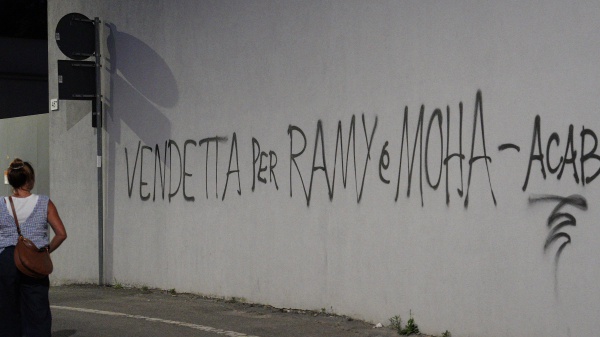 VENDETTA PER RAMY é MOHA - ACAB